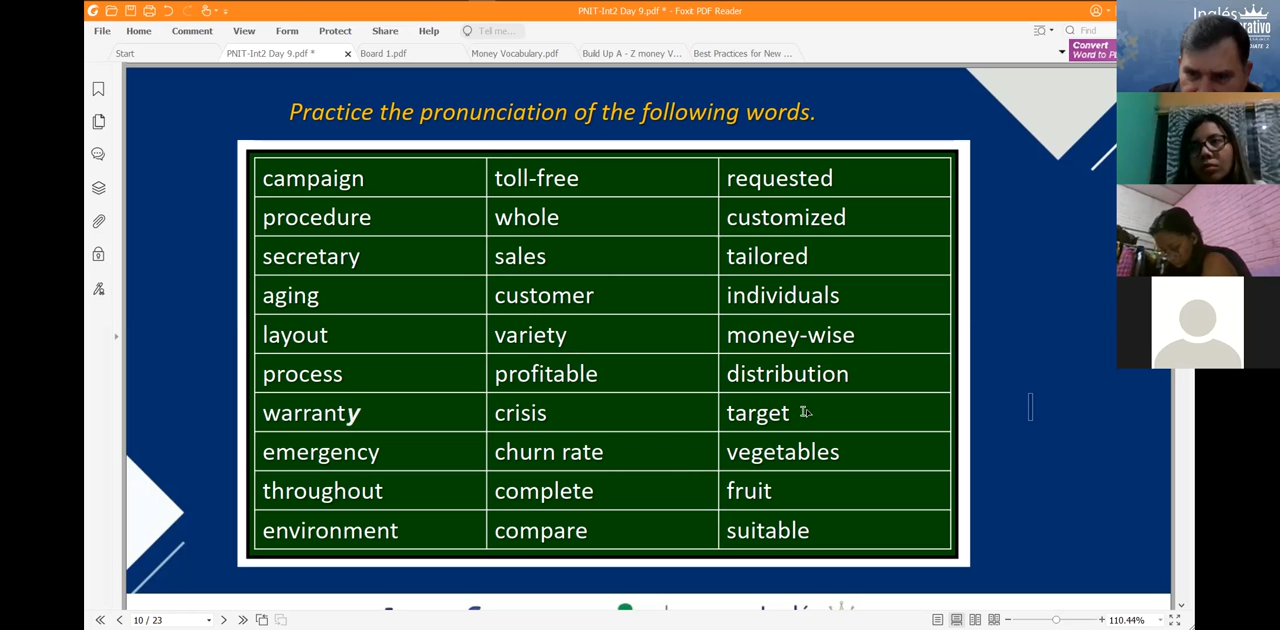 PNIT-Int2 Day 9.pdf * - Foxit PDF Reader
File Home Comment View Form Protect Share Help Tell me... Find
Start PNIT-Int2 Day 9.pdf * Board 1.pdf Money Vocabulary.pdf Build Up A - Z money V... Best Practices for New ...
Convert
Inglés
Practice the pronunciation of the following words.
campaign toll-free requested
procedure whole customized
secretary sales tailored
aging customer individuals
layout variety money-wise
process profitable distribution
warranty crisis target
emergency churn rate vegetables
throughout complete fruit
environment compare suitable
10 / 23 110.44%